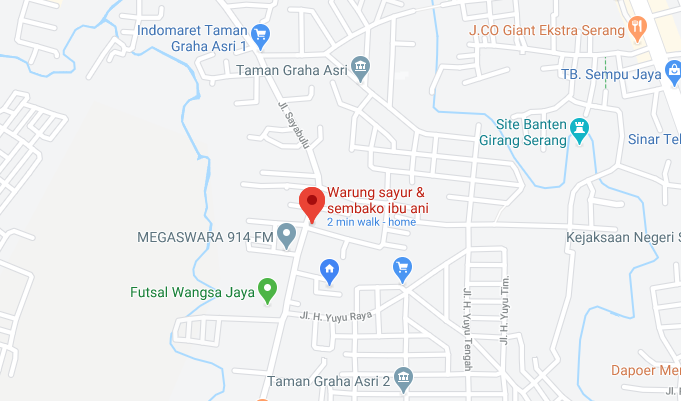 Indomaret Taman
Graha Asri 1
J.CO Giant Ekstra Serang
Taman Graha Asri
TB. Sempu Jaya
Jl. Sayabulu
Site Banten
Girang Serang
Sinar Tel
Warung sayur &
sembako ibu ani
2 min walk - home
MEGASWARA 914 FM
Kejaksaan Negeri S
Futsal Wangsa Jaya
Jl. H. Yuyu Raya
Jl. H. Yuyu Tengah
Jl. H. Yuyu Tim.
Taman Graha Asri 2
Dapoer Mer
Jl. R